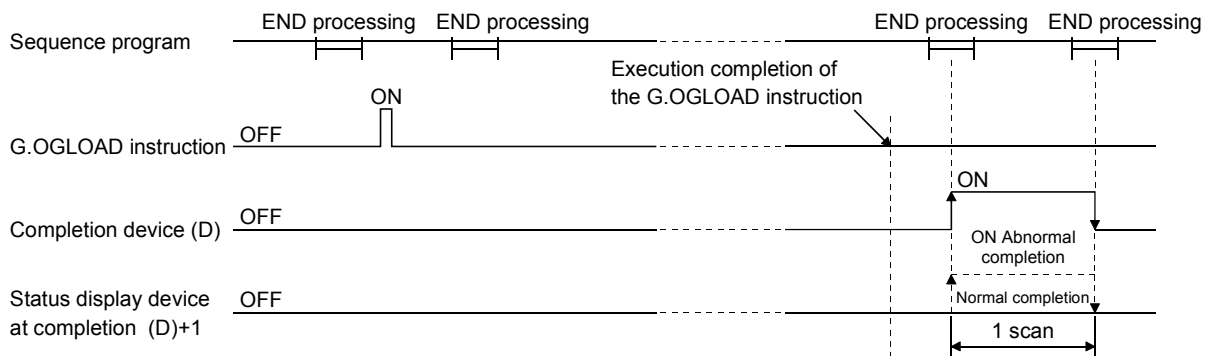 END processing
END processing
END processing
END processing
Sequence program
Execution completion of
the G.OGLOAD instruction
ON
OFF
G.OGLOAD instruction
ON
OFF
Completion device (D)
ON Abnormal
completion
Status display device
at completion (D)+1
OFF
Normal completion
1 scan